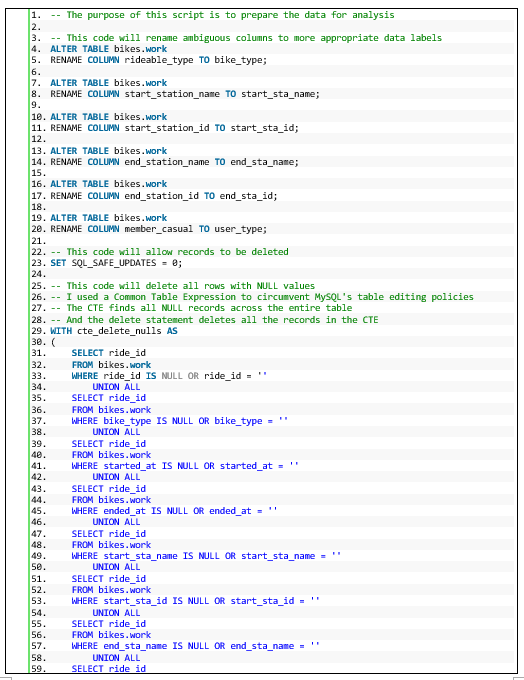 1. -- The purpose of this script is to prepare the data for analysis
2.
3. -- This code will rename ambiguous columns to more appropriate data labels
4. ALTER TABLE bikes.work
5. RENAME COLUMN rideable_type TO bike_type;
6.
7. ALTER TABLE bikes.work
8. RENAME COLUMN start_station_name TO start_sta_name;
9.
10. ALTER TABLE bikes.work
11. RENAME COLUMN start_station_id TO start_sta_id;
12.
13. ALTER TABLE bikes.work
14. RENAME COLUMN end_station_name TO end_sta_name;
15.
16. ALTER TABLE bikes.work
17. RENAME COLUMN end_station_id TO end_sta_id;
18.
19. ALTER TABLE bikes.work
20. RENAME COLUMN member_casual TO user_type;
21.
22. -- This code will allow records to be deleted
23. SET SQL_SAFE_UPDATES = 0;
24.
25. -- This code will delete all rows with NULL values
26. -- I used a Common Table Expression to circumvent MySQL's table editing policies
27. -- The CTE finds all NULL records across the entire table
28. -- And the delete statement deletes all the records in the CTE
29. WITH cte_delete_nulls AS
30. (
31. SELECT ride_id
32. FROM bikes.work
33. WHERE ride_id IS NULL OR ride_id = ''
34. UNION ALL
35. SELECT ride_id
36. FROM bikes.work
37. WHERE bike_type IS NULL OR bike_type = ''
38. UNION ALL
39. SELECT ride_id
40. FROM bikes.work
41. WHERE started_at IS NULL OR started_at = ''
42. UNION ALL
43. SELECT ride_id
44. FROM bikes.work
45. WHERE ended_at IS NULL OR ended_at = ''
46. UNION ALL
47. SELECT ride_id
48. FROM bikes.work
49. WHERE start_sta_name IS NULL OR start_sta_name = ''
50. UNION ALL
51. SELECT ride_id
52. FROM bikes.work
53. WHERE start_sta_id IS NULL OR start_sta_id = ''
54. UNION ALL
55. SELECT ride_id
56. FROM bikes.work
57. WHERE end_sta_name IS NULL OR end_sta_name = ''
58. UNION ALL
59. SELECT ride_id